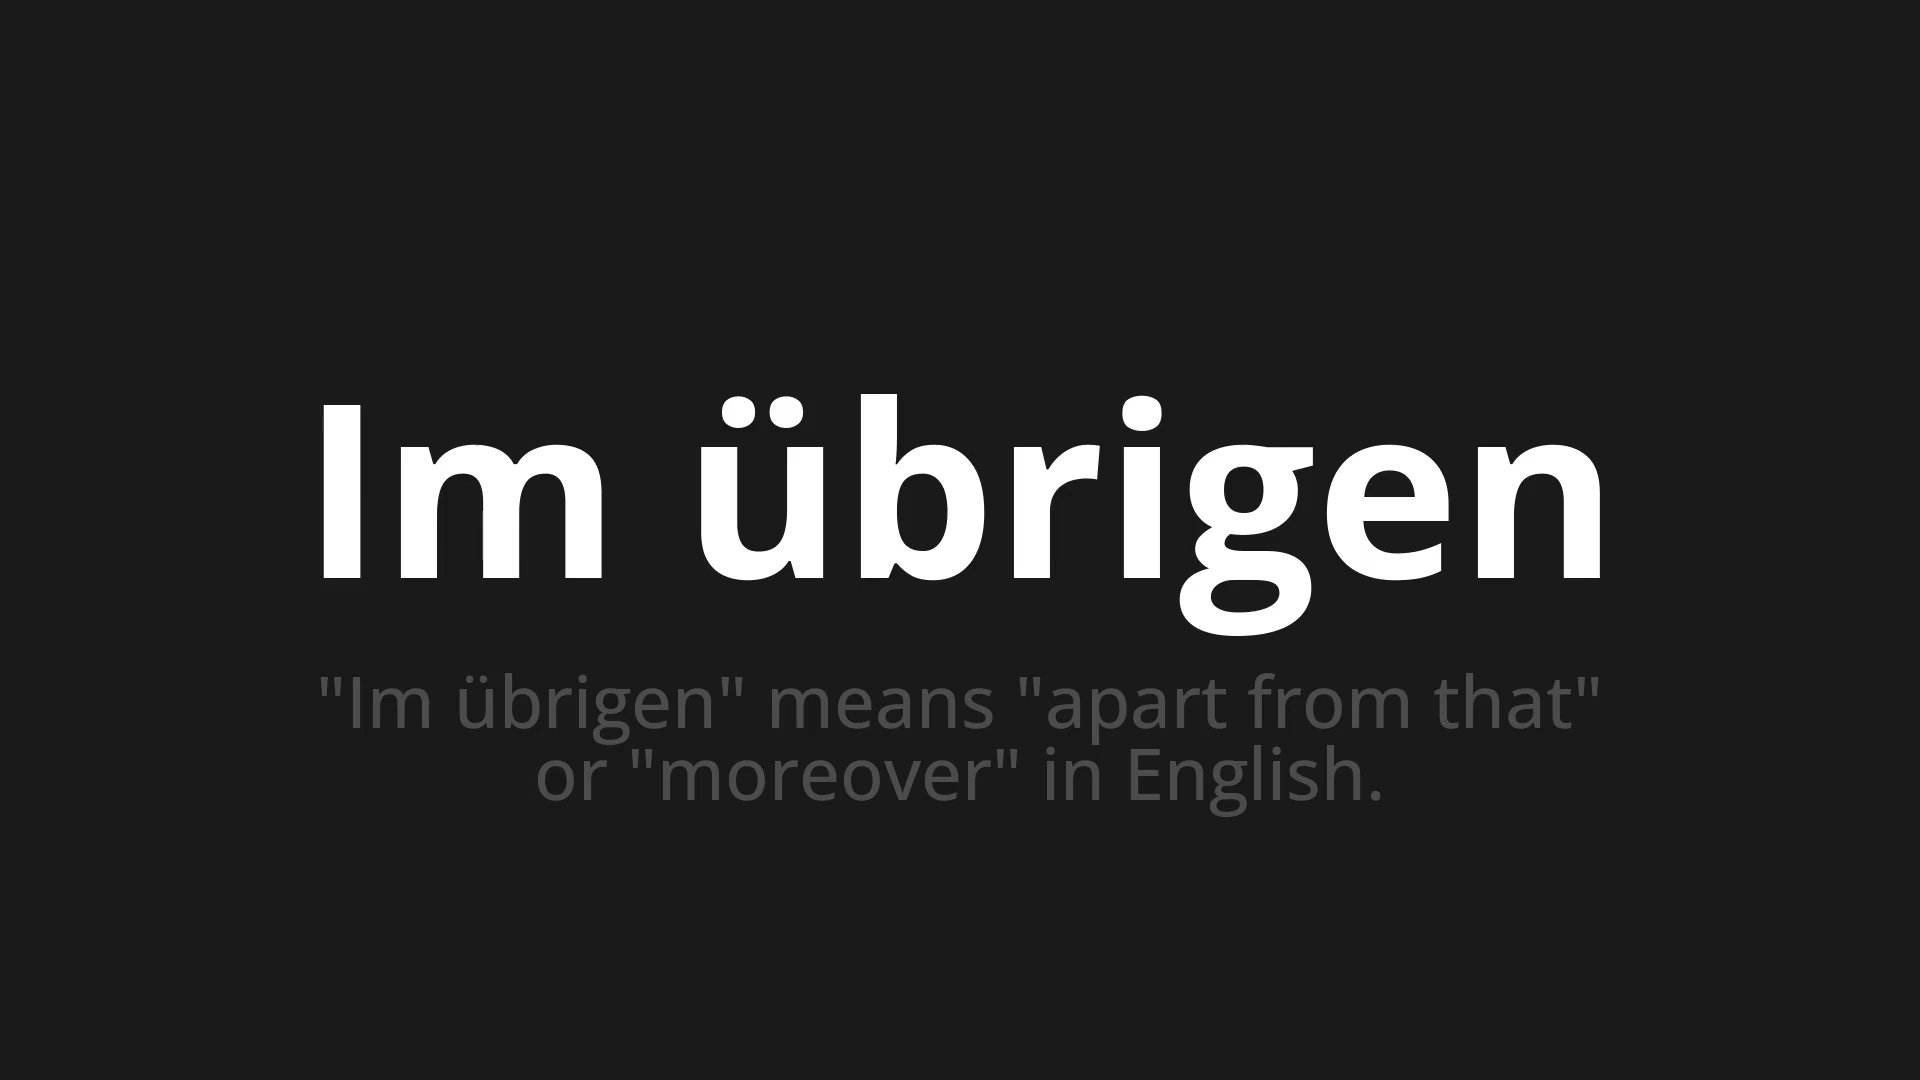 Im übrigen
"Im übrigen" means "apart from that"
or "moreover" in English.